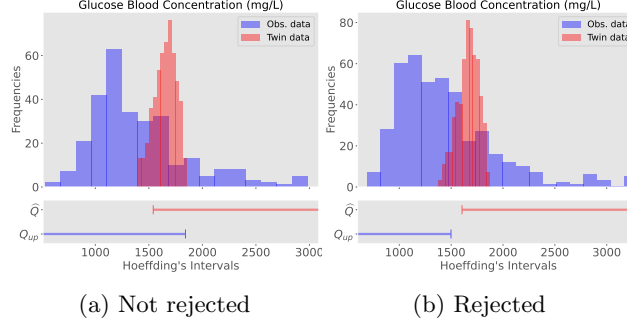 Glucose Blood Concentration (mg/L)
Obs. data
Twin data
Frequencies
60
40
20
0
Q̂
Q_up
1000 1500 2000 2500 3000
Hoeffding's Intervals
(a) Not rejected
Glucose Blood Concentration (mg/L)
Obs. data
Twin data
Frequencies
80
60
40
20
0
Q̂
Q_up
1000 1500 2000 2500 3000
Hoeffding's Intervals
(b) Rejected